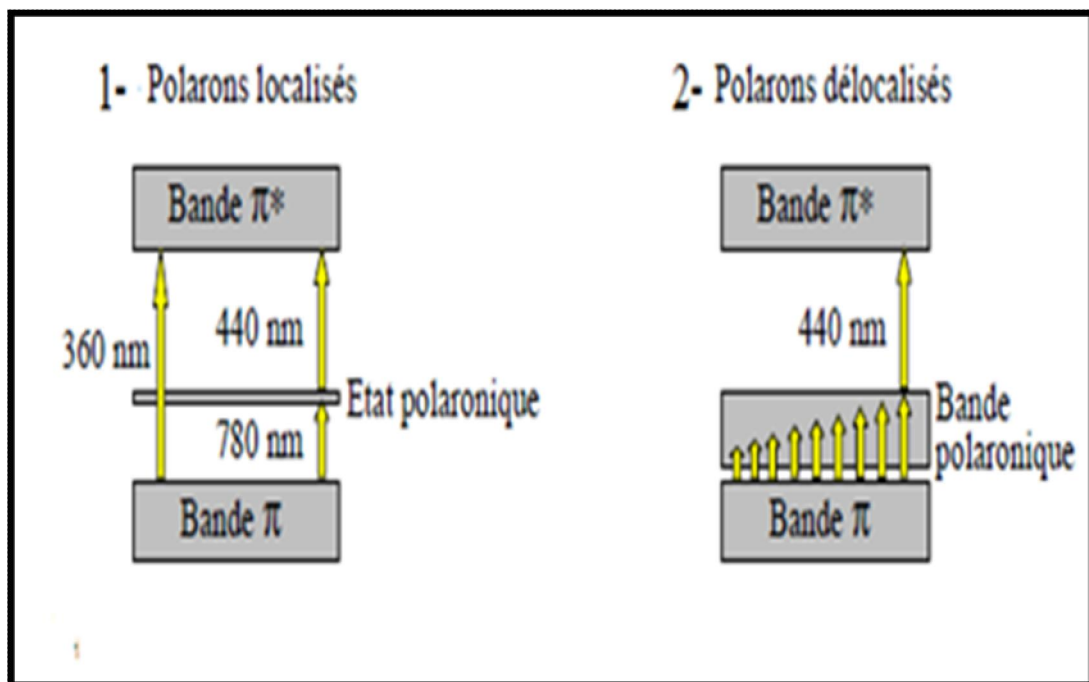 1- Polarons localisés
Bande π*
360 nm
440 nm
Etat polaronique
780 nm
Bande π
2- Polarons délocalisés
Bande π*
440 nm
Bande
polaronique
Bande π